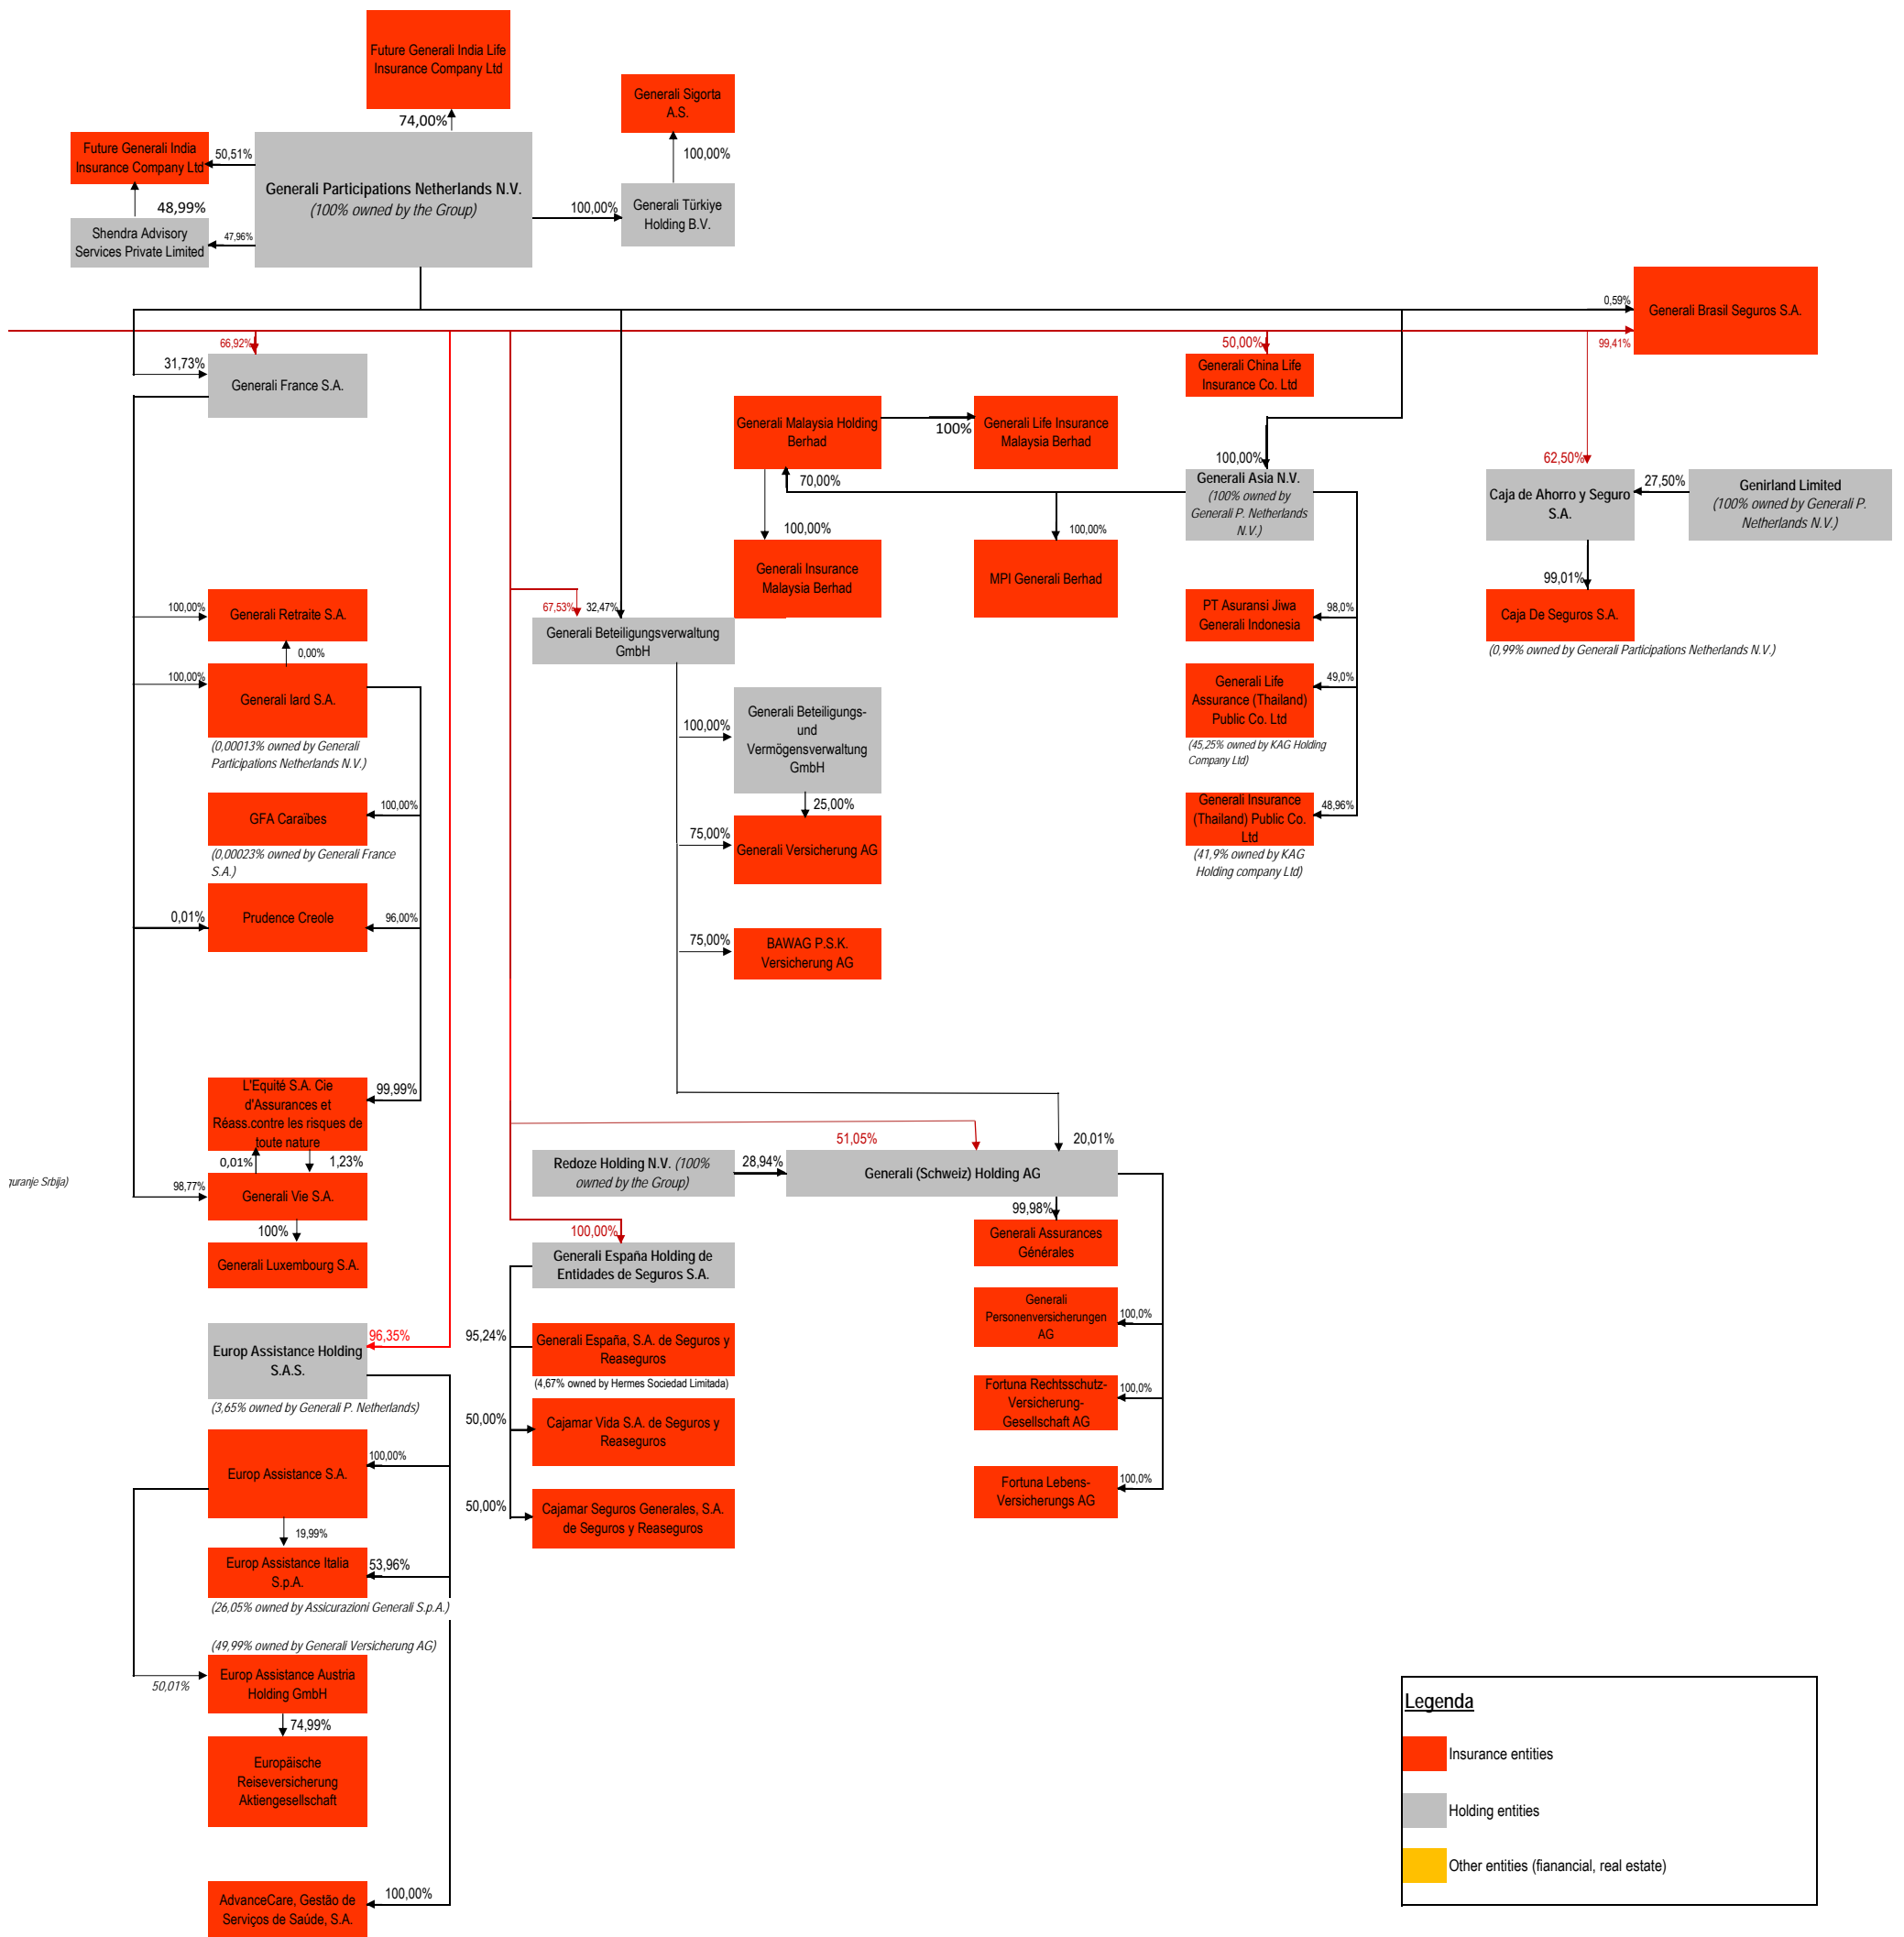 Future Generali India Life
Insurance Company Ltd
74,00%
Generali Sigorta
A.S.
100,00%
Future Generali India
Insurance Company Ltd
50,51%
Generali Participations Netherlands N.V.
(100% owned by the Group)
48,99%
Shendra Advisory
Services Private Limited
47,96%
100,00%
Generali Türkiye
Holding B.V.
0,59%
Generali Brasil Seguros S.A.
99,41%
66,92%
31,73%
Generali France S.A.
50,00%
Generali China Life
Insurance Co. Ltd
Generali Malaysia Holding
Berhad
100%
Generali Life Insurance
Malaysia Berhad
70,00%
100,00%
Generali Asia N.V.
(100% owned by
Generali P. Netherlands
N.V.)
62,50%
Caja de Ahorro y Seguro
S.A.
27,50%
Genirland Limited
(100% owned by Generali P.
Netherlands N.V.)
100,00%
Generali Insurance
Malaysia Berhad
100,00%
MPI Generali Berhad
99,01%
Caja De Seguros S.A.
(0,99% owned by Generali Participations Netherlands N.V.)
100,00%
Generali Retraite S.A.
0,00%
100,00%
Generali Iard S.A.
(0,00013% owned by Generali
Participations Netherlands N.V.)
67,53%
32,47%
Generali Beteiligungsverwaltung
GmbH
PT Asuransi Jiwa
Generali Indonesia
98,0%
Generali Life
Assurance (Thailand)
Public Co. Ltd
49,0%
(45,25% owned by KAG Holding
Company Ltd)
100,00%
Generali Beteiligungs-
und
Vermögensverwaltung
GmbH
25,00%
75,00%
Generali Versicherung AG
Generali Insurance
(Thailand) Public Co.
Ltd
48,96%
(41,9% owned by KAG
Holding company Ltd)
GFA Caraïbes
100,00%
(0,00023% owned by Generali France
S.A.)
0,01%
Prudence Creole
96,00%
75,00%
BAWAG P.S.K.
Versicherung AG
L'Equité S.A. Cie
d'Assurances et
Réass.contre les risques de
toute nature
99,99%
0,01%
1,23%
98,77%
Generali Vie S.A.
100%
Generali Luxembourg S.A.
guranje Srbija)
51,05%
20,01%
Redoze Holding N.V. (100%
owned by the Group)
28,94%
Generali (Schweiz) Holding AG
99,98%
Generali Assurances
Générales
100,00%
Generali España Holding de
Entidades de Seguros S.A.
Generali
Personenversicherungen
AG
100,0%
Fortuna Rechtsschutz-
Versicherung-
Gesellschaft AG
100,0%
Fortuna Lebens-
Versicherungs AG
100,0%
95,24%
Generali España, S.A. de Seguros y
Reaseguros
(4,67% owned by Hermes Sociedad Limitada)
50,00%
Cajamar Vida S.A. de Seguros y
Reaseguros
50,00%
Cajamar Seguros Generales, S.A.
de Seguros y Reaseguros
96,35%
Europ Assistance Holding
S.A.S.
(3,65% owned by Generali P. Netherlands)
Europ Assistance S.A.
100,00%
19,99%
Europ Assistance Italia
S.p.A.
53,96%
(26,05% owned by Assicurazioni Generali S.p.A.)
(49,99% owned by Generali Versicherung AG)
50,01%
Europ Assistance Austria
Holding GmbH
74,99%
Europäische
Reiseversicherung
Aktiengesellschaft
AdvanceCare, Gestão de
Serviços de Saúde, S.A.
100,00%
Legenda
Insurance entities
Holding entities
Other entities (fianancial, real estate)